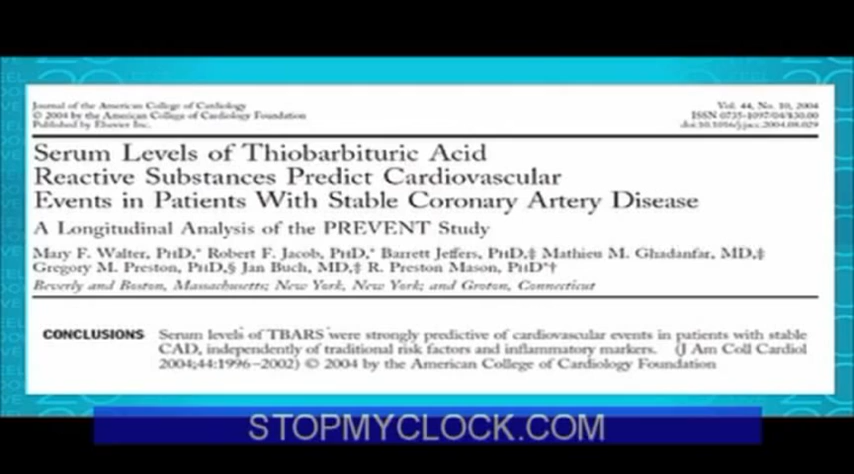 Journal of the American College of Cardiology
© 2004 by the American College of Cardiology Foundation
Published by Elsevier Inc.
Vol. 44, No. 10, 2004
ISSN 0735-1097/04/$30.00
doi:10.1016/j.jacc.2004.08.029
Serum Levels of Thiobarbituric Acid
Reactive Substances Predict Cardiovascular
Events in Patients With Stable Coronary Artery Disease
A Longitudinal Analysis of the PREVENT Study
Mary F. Walter, PHD,* Robert F. Jacob, PHD,* Barrett Jeffers, PHD,‡ Mathieu M. Ghadanfar, MD,‡
Gregory M. Preston, PHD,§ Jan Buch, MD,‡ R. Preston Mason, PHD*†
Beverly and Boston, Massachusetts; New York, New York; and Groton, Connecticut
CONCLUSIONS Serum levels of TBARS were strongly predictive of cardiovascular events in patients with stable
CAD, independently of traditional risk factors and inflammatory markers. (J Am Coll Cardiol
2004;44:1996–2002) © 2004 by the American College of Cardiology Foundation
STOPMYCLOCK.COM